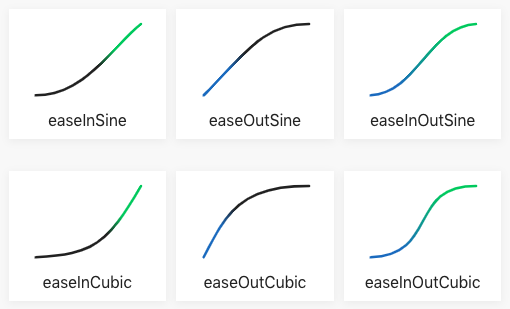 easeInSine
easeOutSine
easeInOutSine
easeInCubic
easeOutCubic
easeInOutCubic